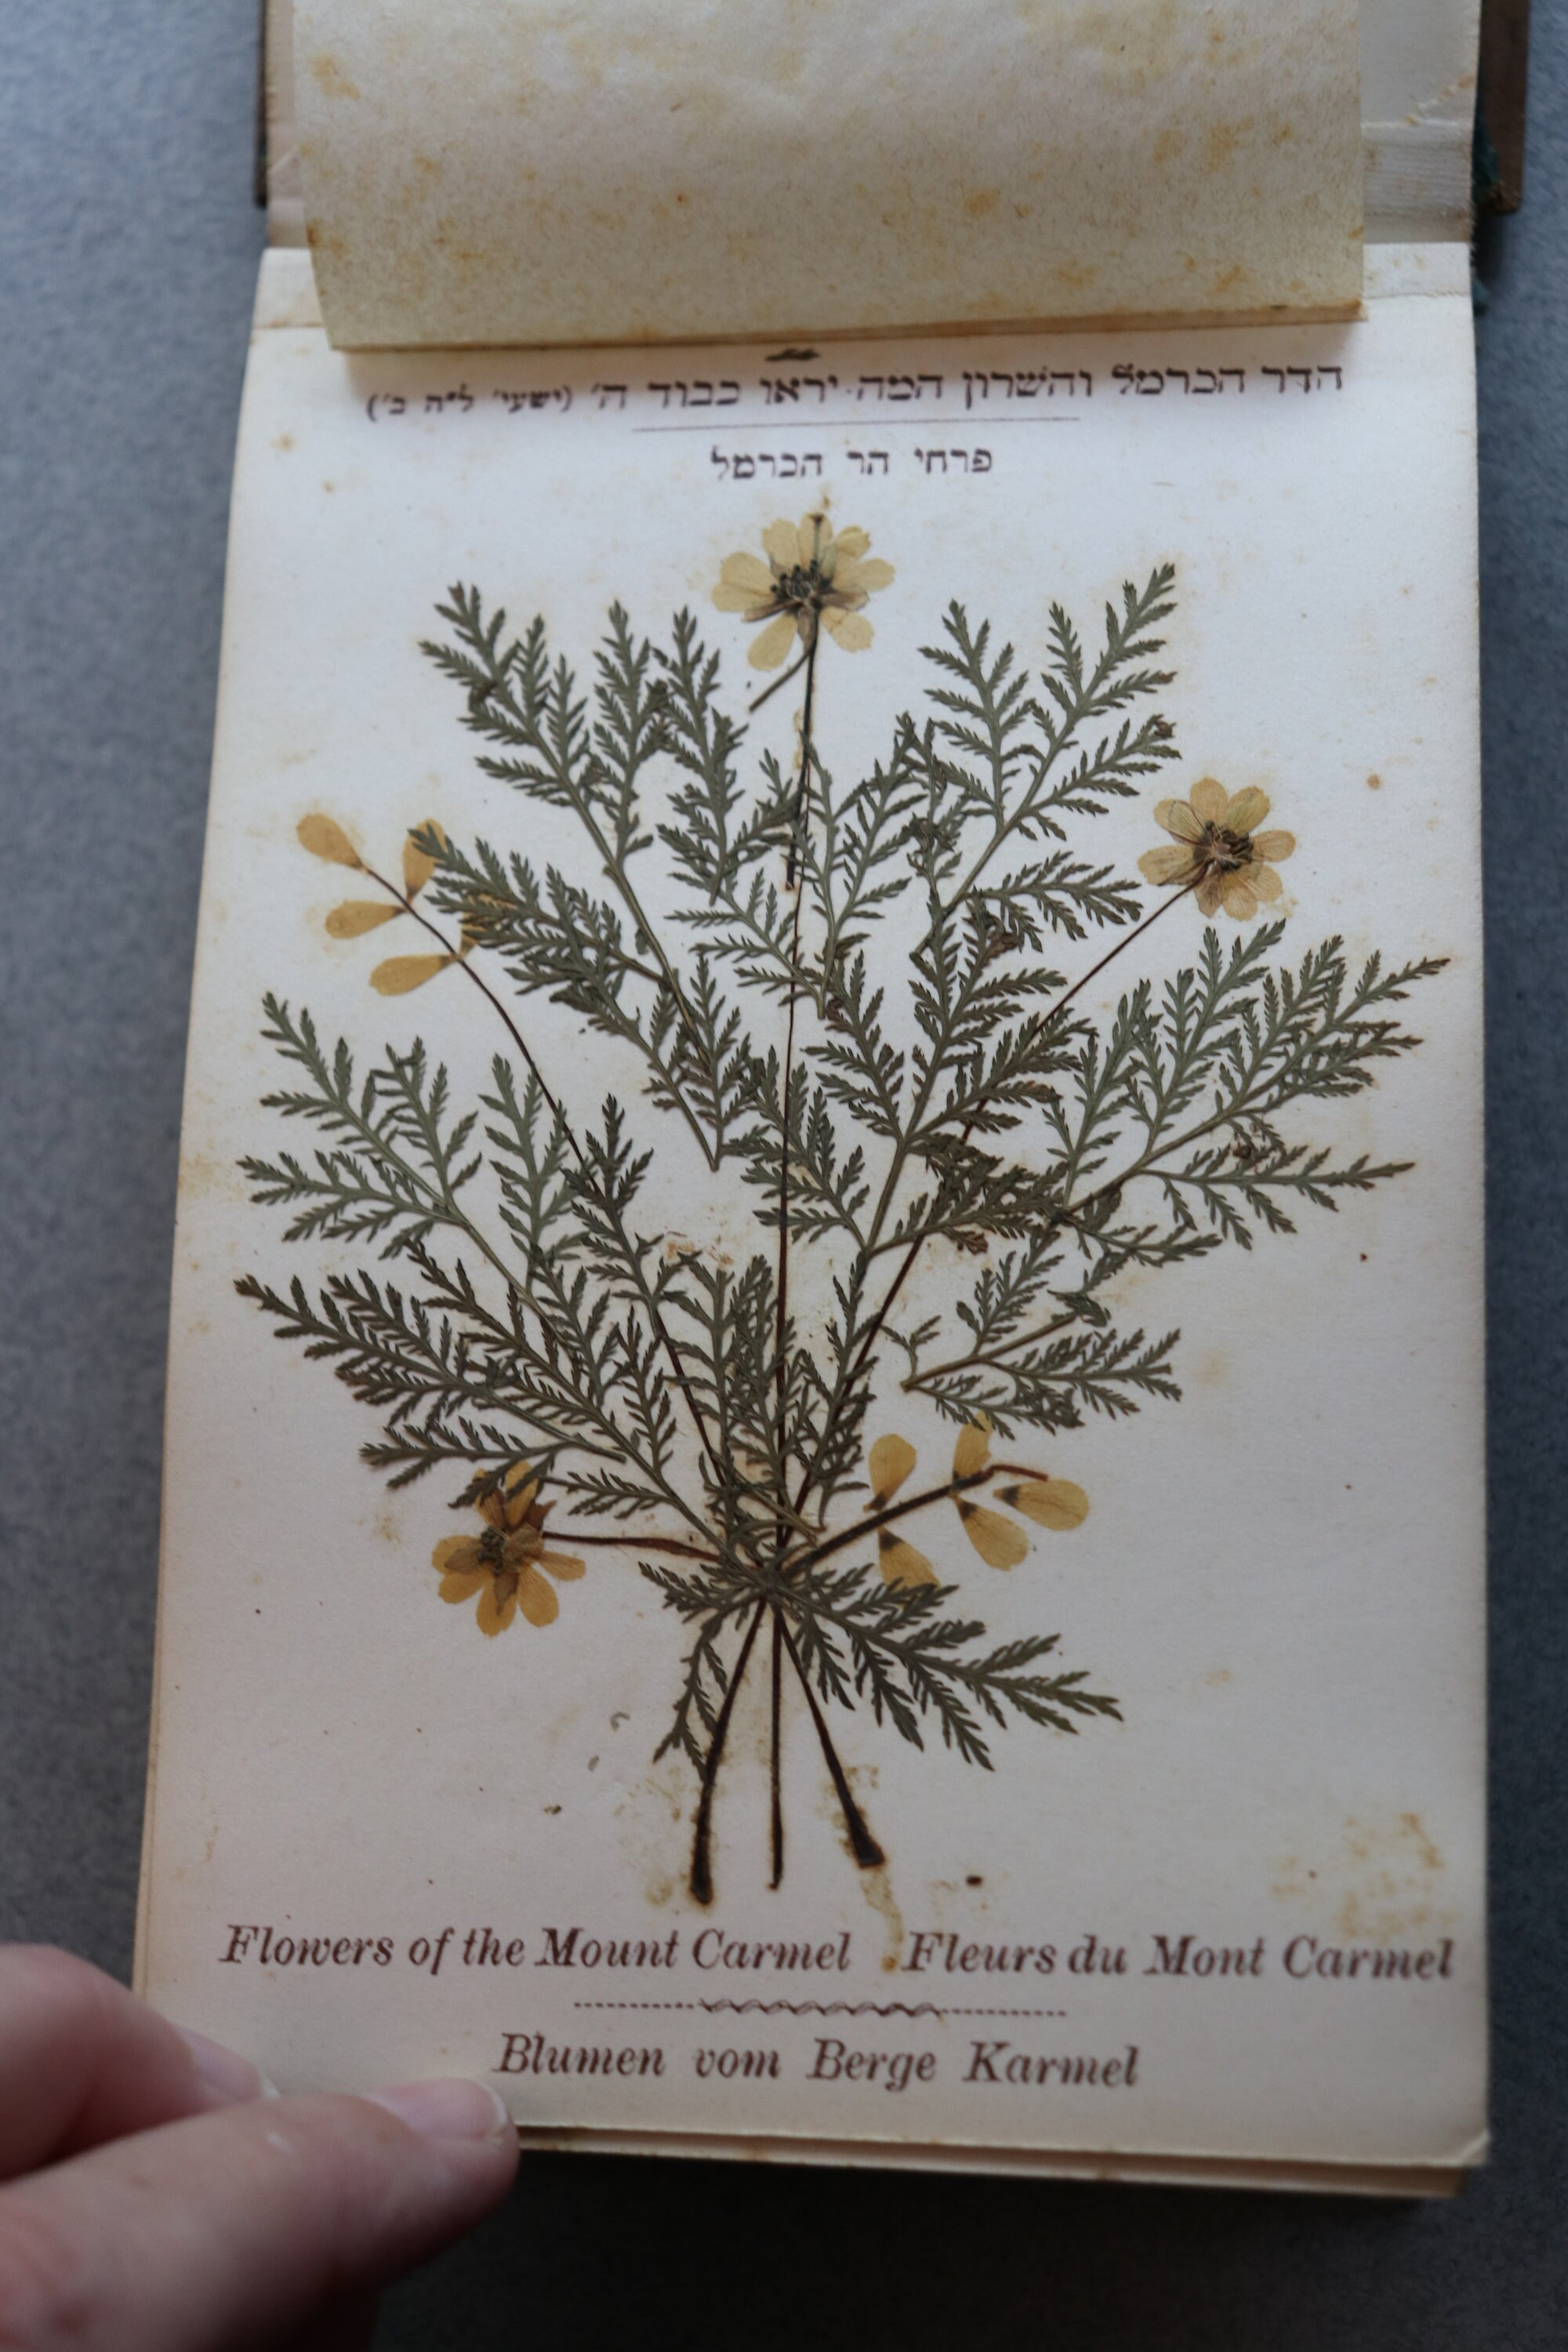 הדר הכרמל והשרון המה יראו כבוד ה׳ (ישעי׳ ל״ה ב׳)
פרחי הר הכרמל
Flowers of the Mount Carmel Fleurs du Mont Carmel
Blumen vom Berge Karmel